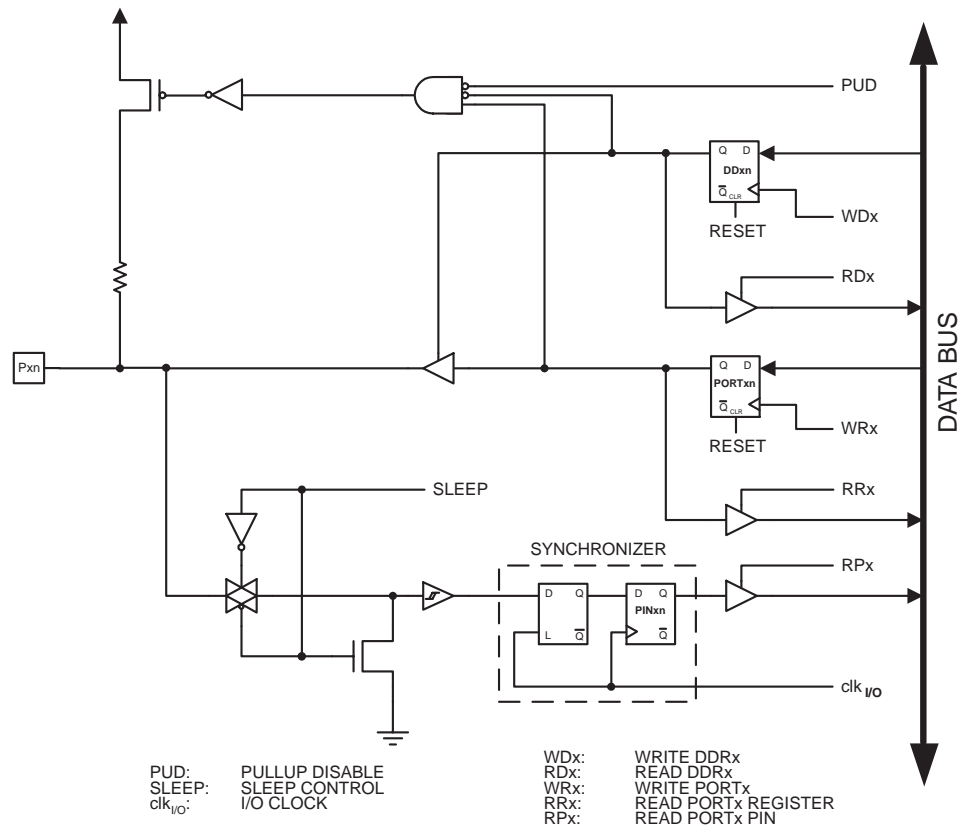 PUD
Q D
DDxn
Q CLR
WDx
RESET
RDx
DATA BUS
Pxn
Q D
PORTxn
Q CLR
WRx
RESET
SLEEP
RRx
SYNCHRONIZER
RPx
D Q
L Q
D Q
PINxn
Q
clk I/O
PUD: PULLUP DISABLE
SLEEP: SLEEP CONTROL
clkI/O: I/O CLOCK
WDx: WRITE DDRx
RDx: READ DDRx
WRx: WRITE PORTx
RRx: READ PORTx REGISTER
RPx: READ PORTx PIN